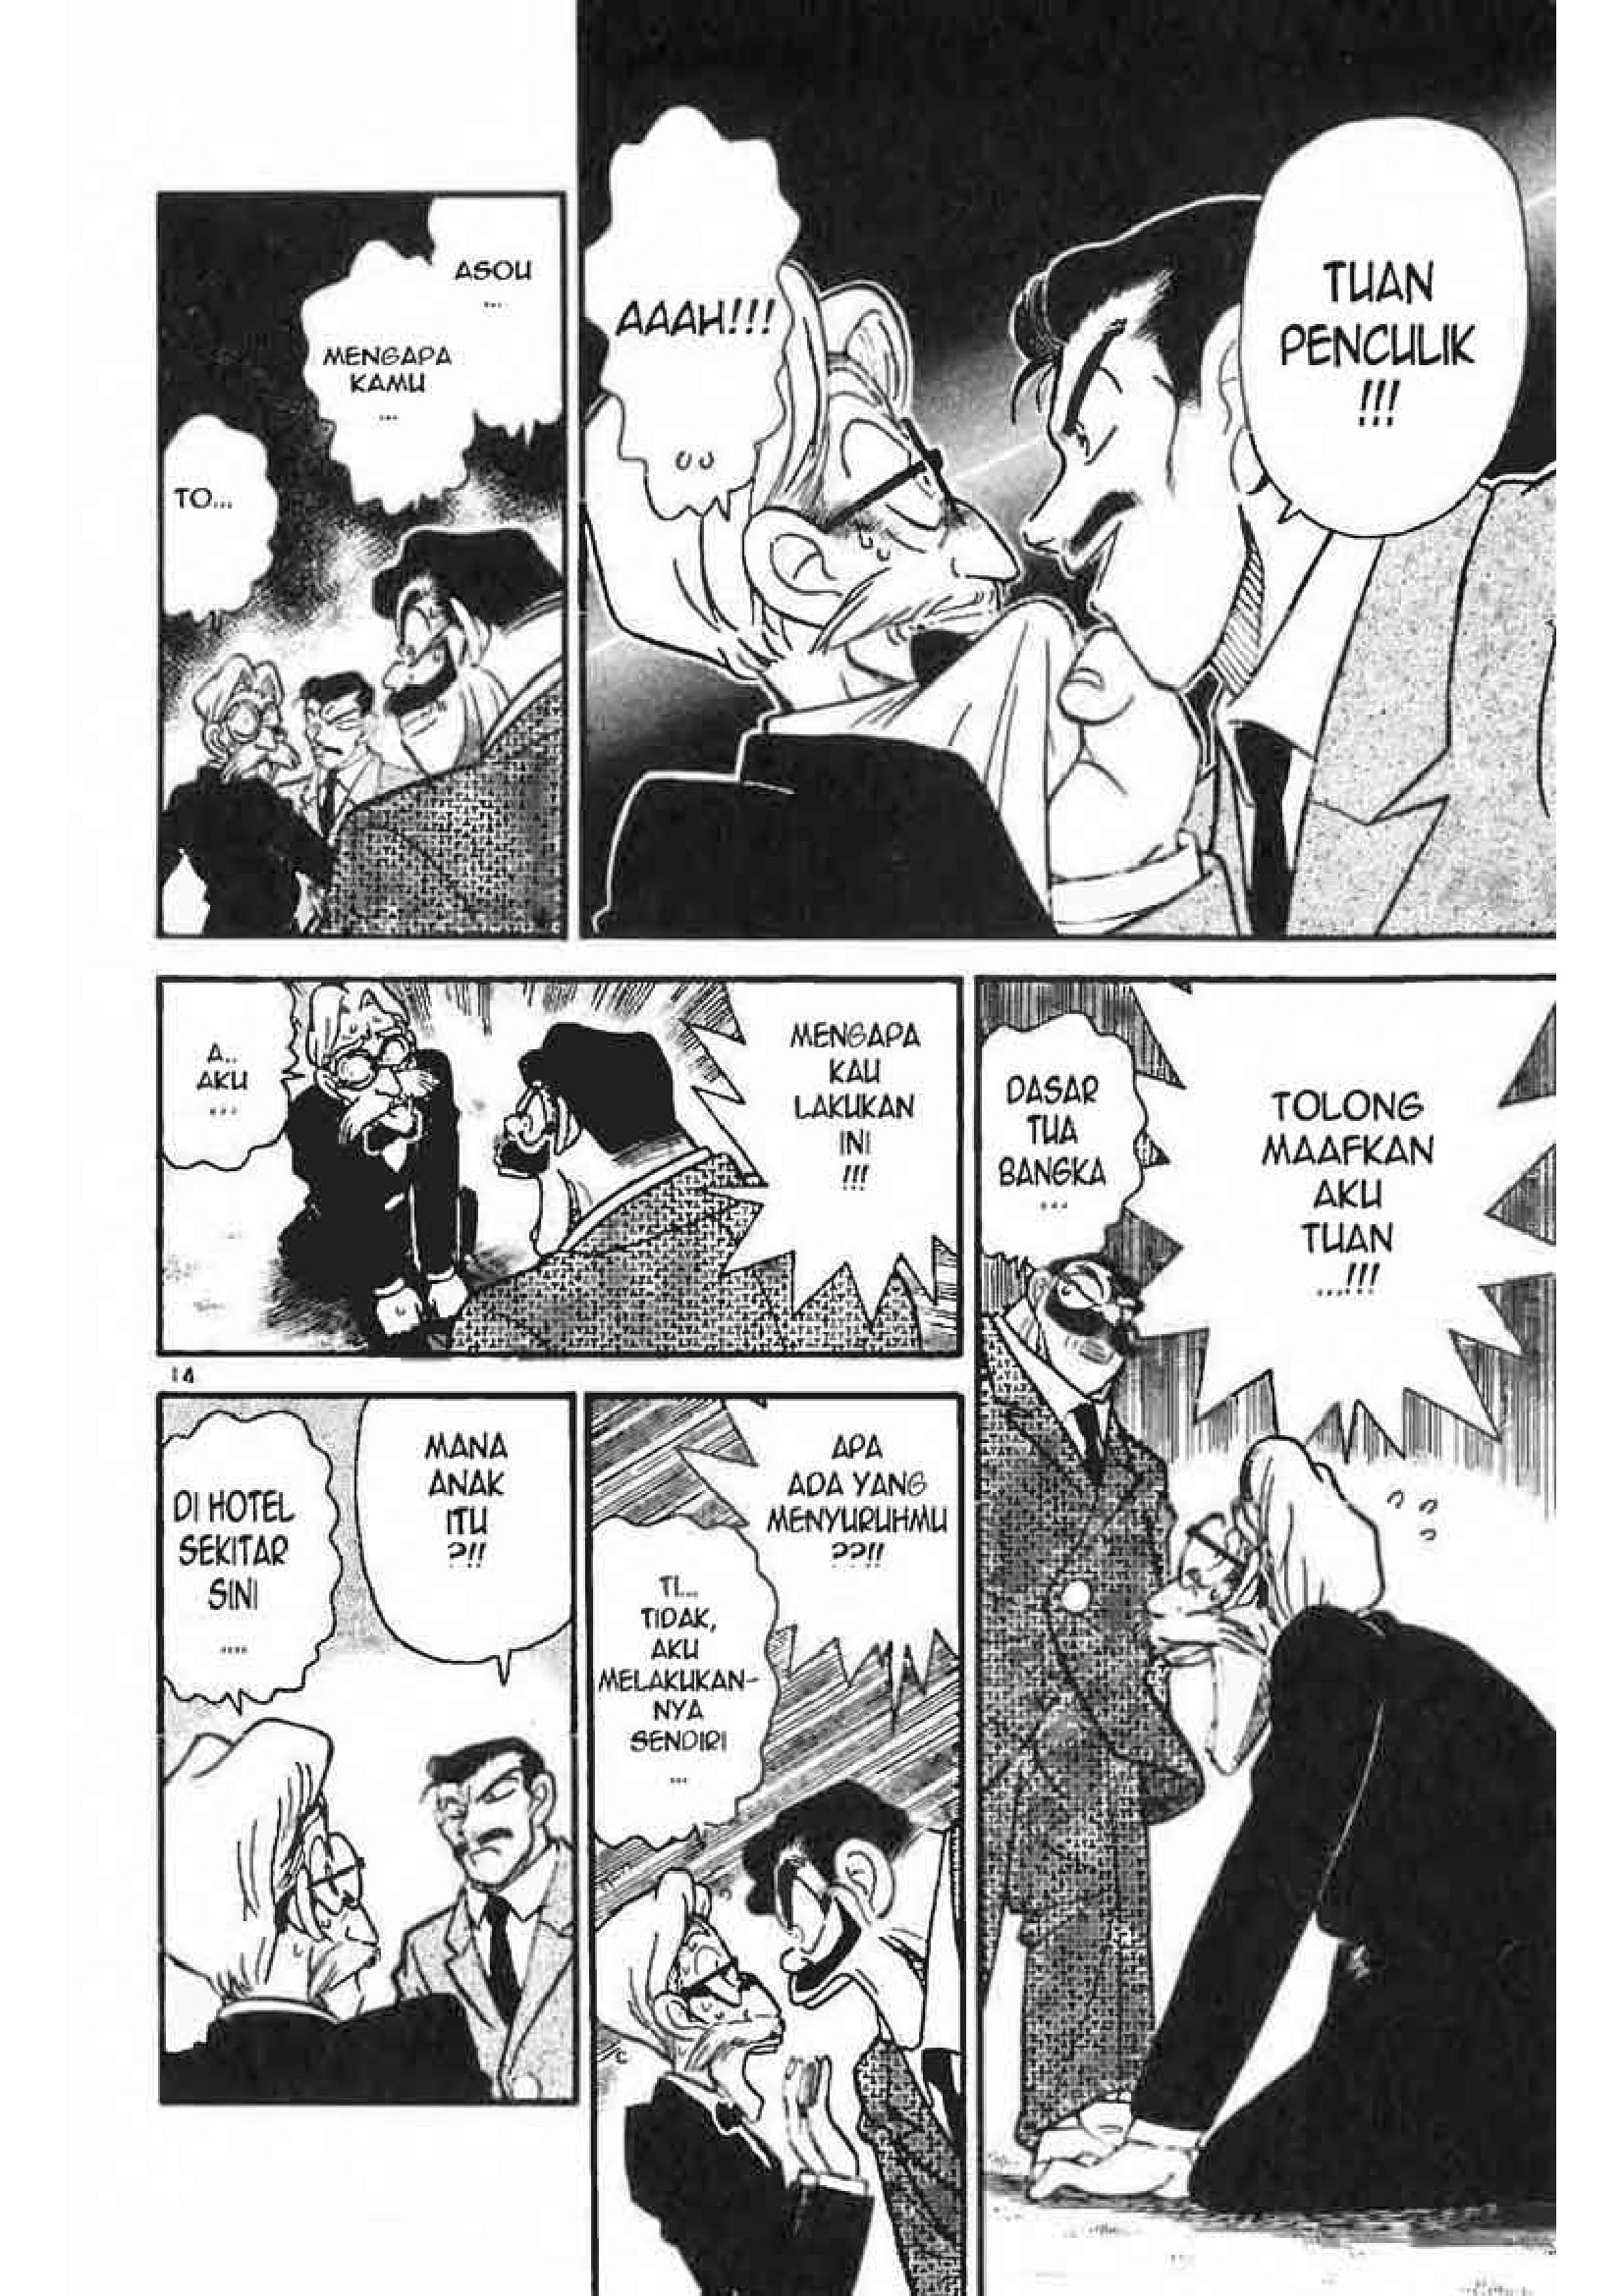 TUAN
PENCULIK
!!!
AAAH!!!
ASOU
...
MENGAPA
KAMU
...
TO...
TOLONG
MAAFKAN
AKU
TUAN
......!!!
DASAR
TUA
BANGKA
...
MENGAPA
KAU
LAKUKAN
INI
!!!
A..
AKU
...
14
APA
ADA YANG
MENYURUHMU
??!!
TI...
TIDAK,
AKU
MELAKUKAN-
NYA
SENDIRI
...
MANA
ANAK
ITU
?!!
DI HOTEL
SEKITAR
SINI
....